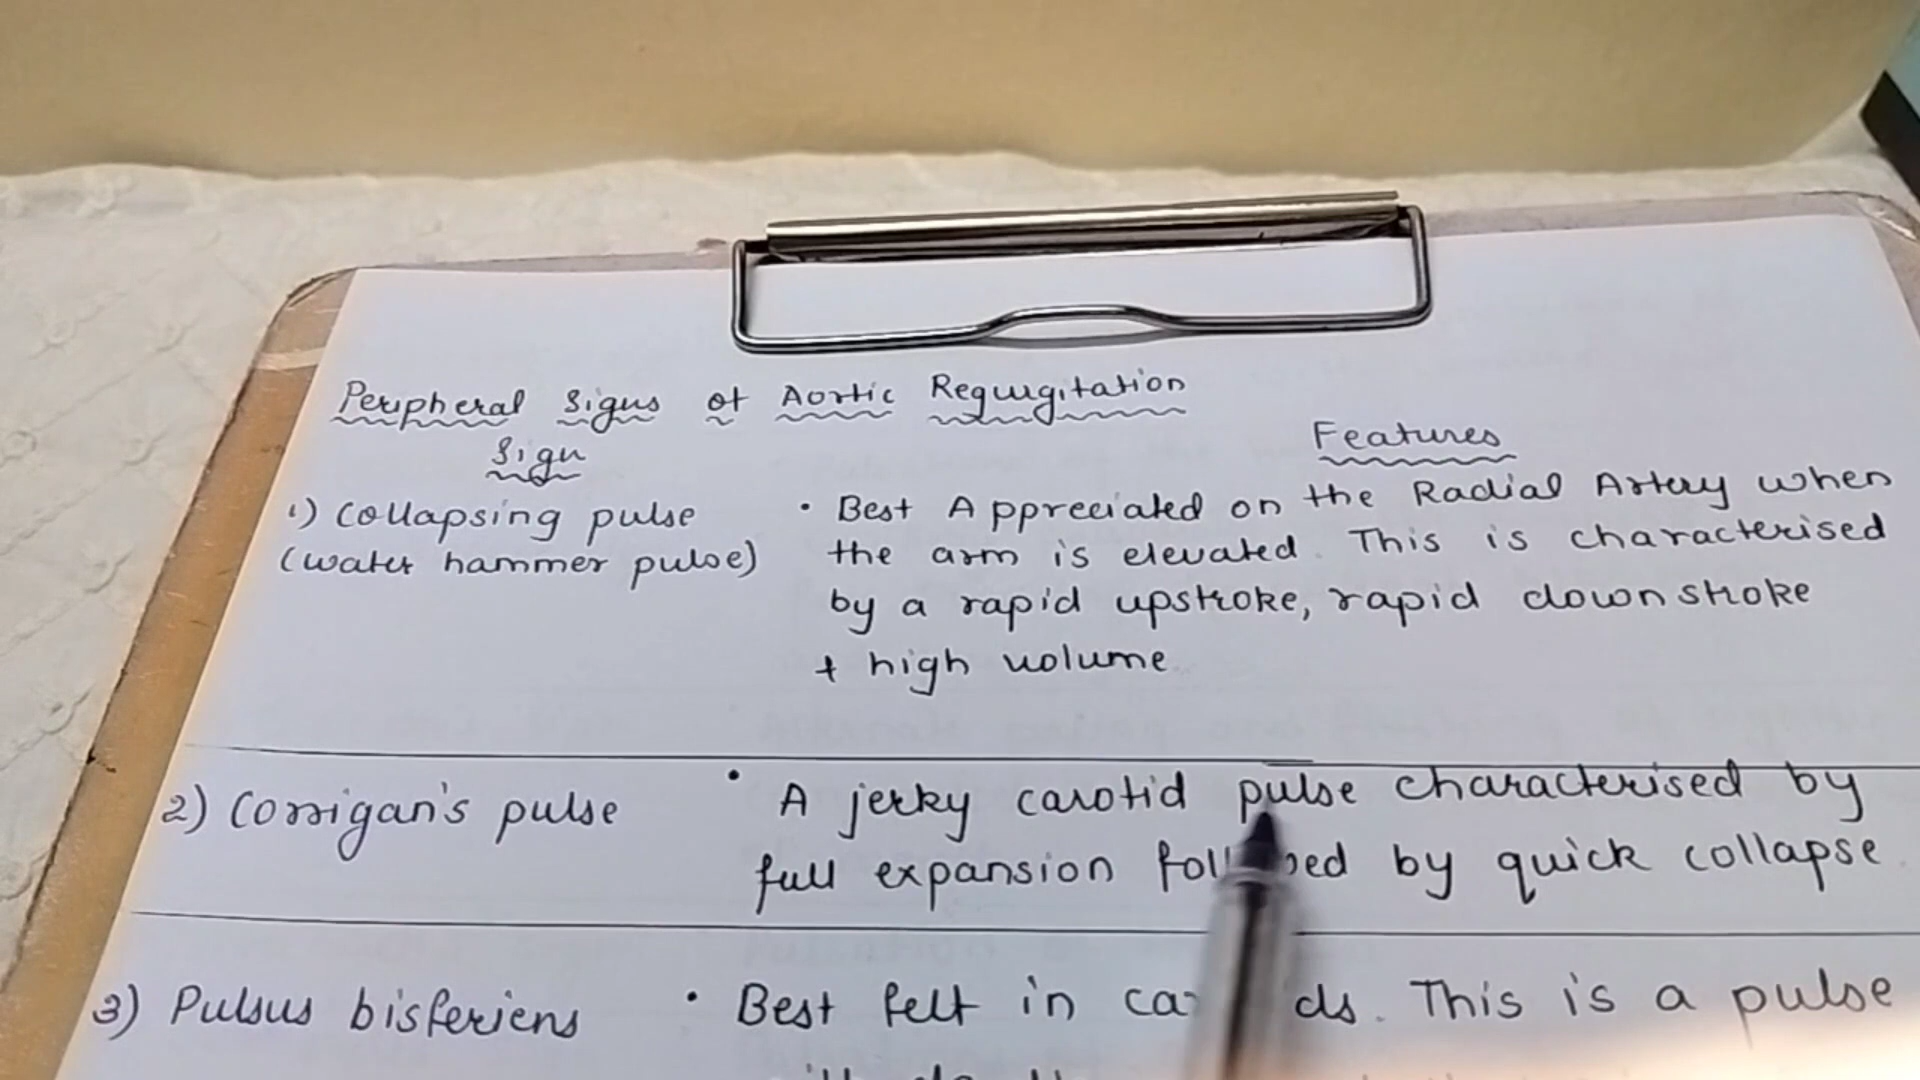 Peripheral Signs of Aortic Regurgitation
Sign
Features
1) Collapsing pulse
(water hammer pulse)
• Best Appreciated on the Radial Artery when
the arm is elevated. This is characterised
by a rapid upstroke, rapid downstroke
+ high volume
2) Corrigan's pulse
• A jerky carotid pulse characterised by
full expansion followed by quick collapse
3) Pulsus bisferiens
• Best felt in carotids. This is a pulse